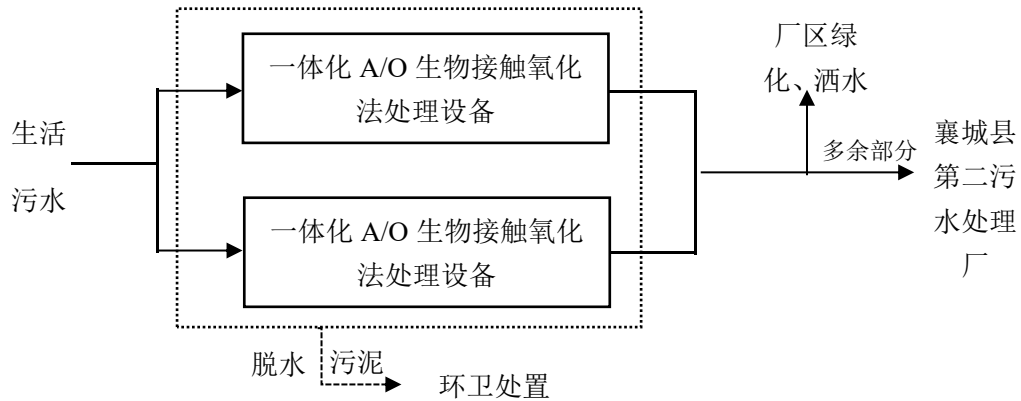 生活
污水
一体化 A/O 生物接触氧化
法处理设备
一体化 A/O 生物接触氧化
法处理设备
厂区绿
化、洒水
多余部分
襄城县
第二污
水处理
厂
脱水 污泥
环卫处置